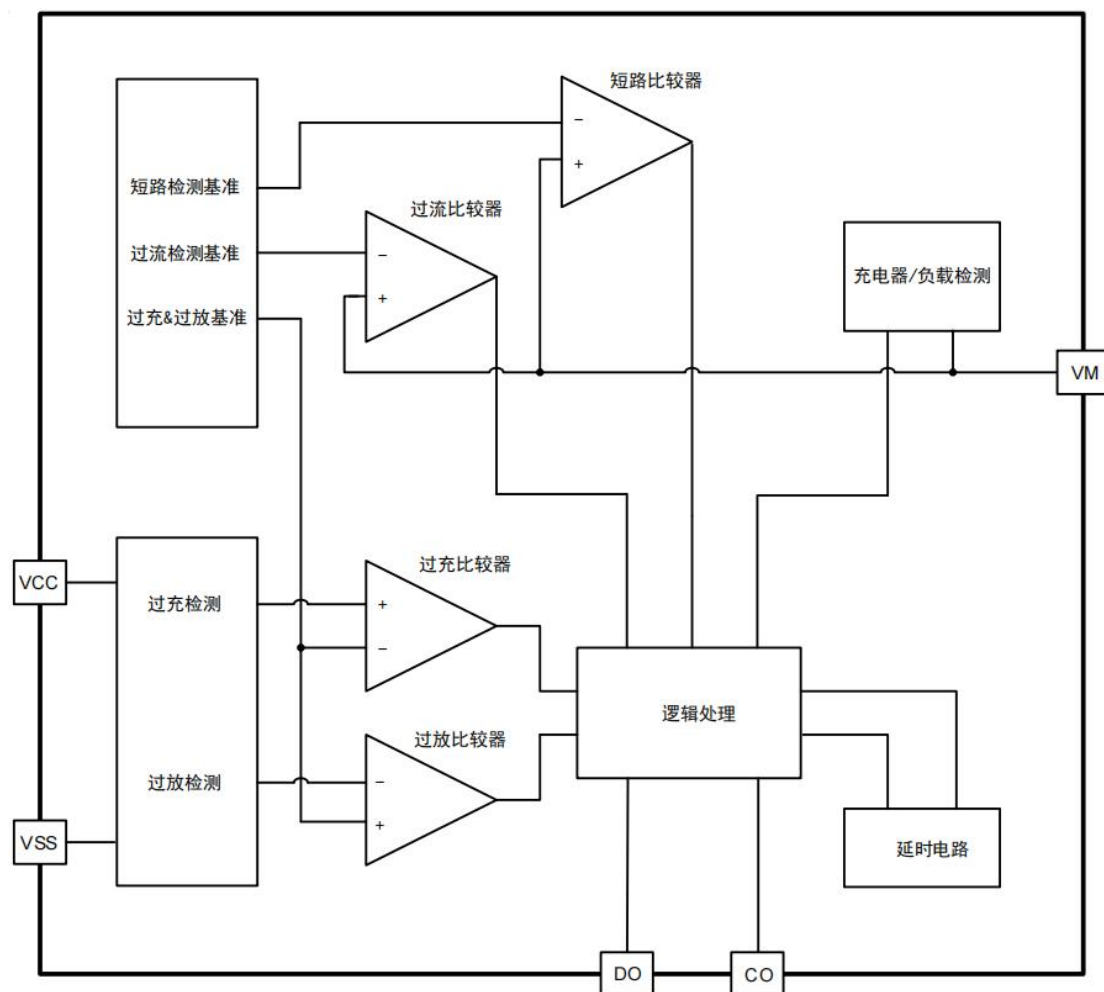 短路比较器
−
+
短路检测基准
过流比较器
过流检测基准
−
+
充电器/负载检测
过充&过放基准
VM
VCC
过充比较器
过充检测
+
−
逻辑处理
过放比较器
过放检测
−
+
VSS
延时电路
DO
CO